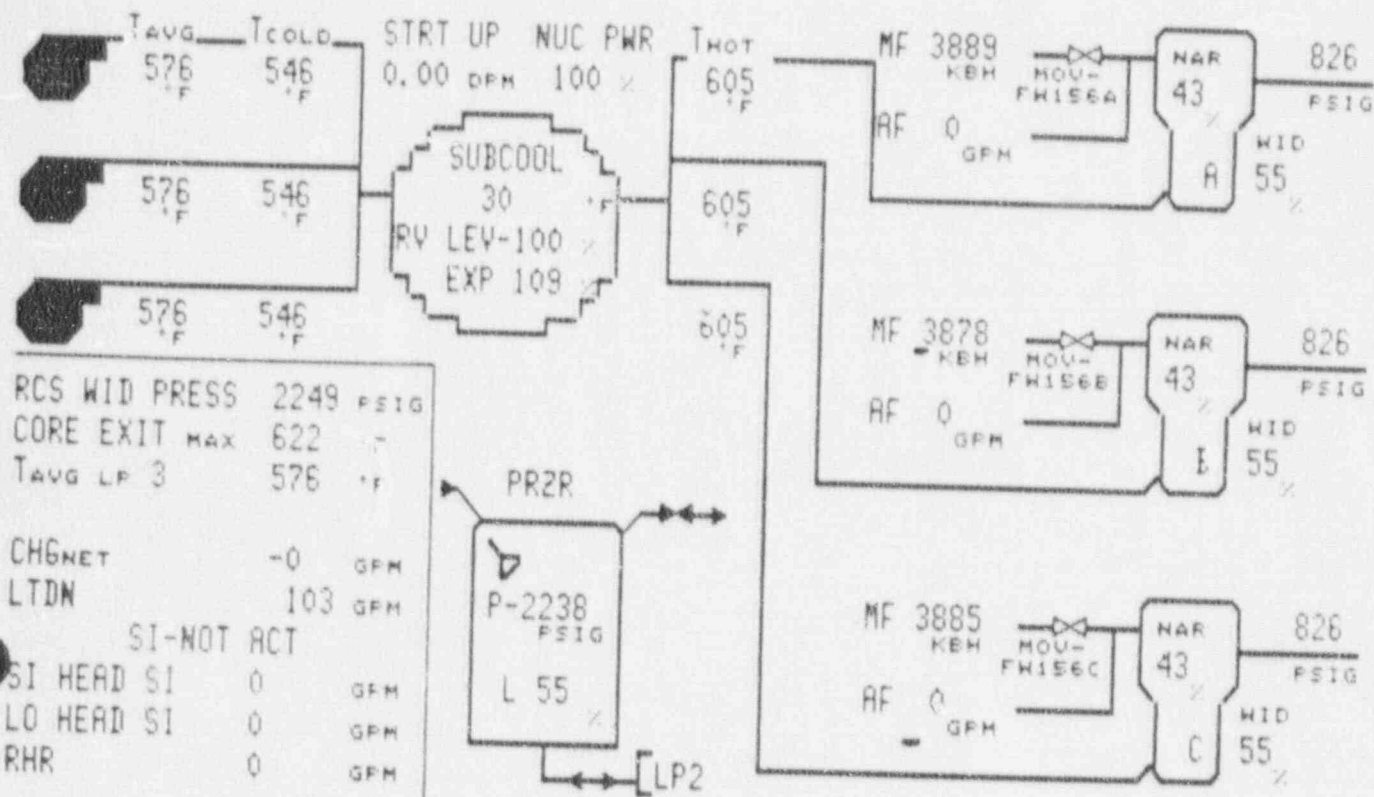 TAVG TCOLD STRT UP NUC PWR THOT
576 °F 546 °F 0.00 DPM 100 % 605 °F
MF 3889 KBH
MOV-FW156A
AF 0 GPM
NAR 43 %
A
826 PSIG
WID 55 %
SUBCOOL
30 °F
RV LEV-100 %
EXP 109 %
576 °F 546 °F 605 °F
576 °F 546 °F 605 °F
MF 3878 KBH
MOV-FW156B
AF 0 GPM
NAR 43 %
B
826 PSIG
WID 55 %
RCS WID PRESS 2249 PSIG
CORE EXIT MAX 622
TAVG LP 3 576 °F
CHGNET -0 GPM
LTDN 103 GPM
SI-NOT ACT
SI HEAD SI 0 GPM
LO HEAD SI 0 GPM
RHR 0 GPM
PRZR
P-2238 PSIG
L 55 %
LP2
MF 3885 KBH
MOV-FW156C
AF 0 GPM
NAR 43 %
C
826 PSIG
WID 55 %